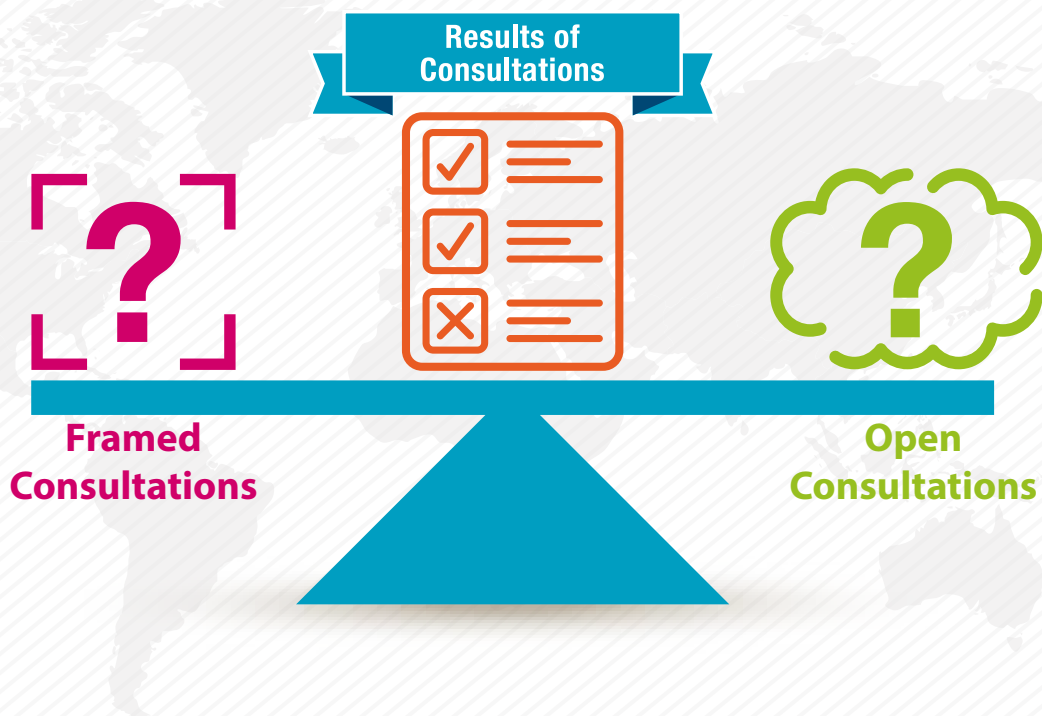 Results of
Consultations
Framed
Consultations
Open
Consultations